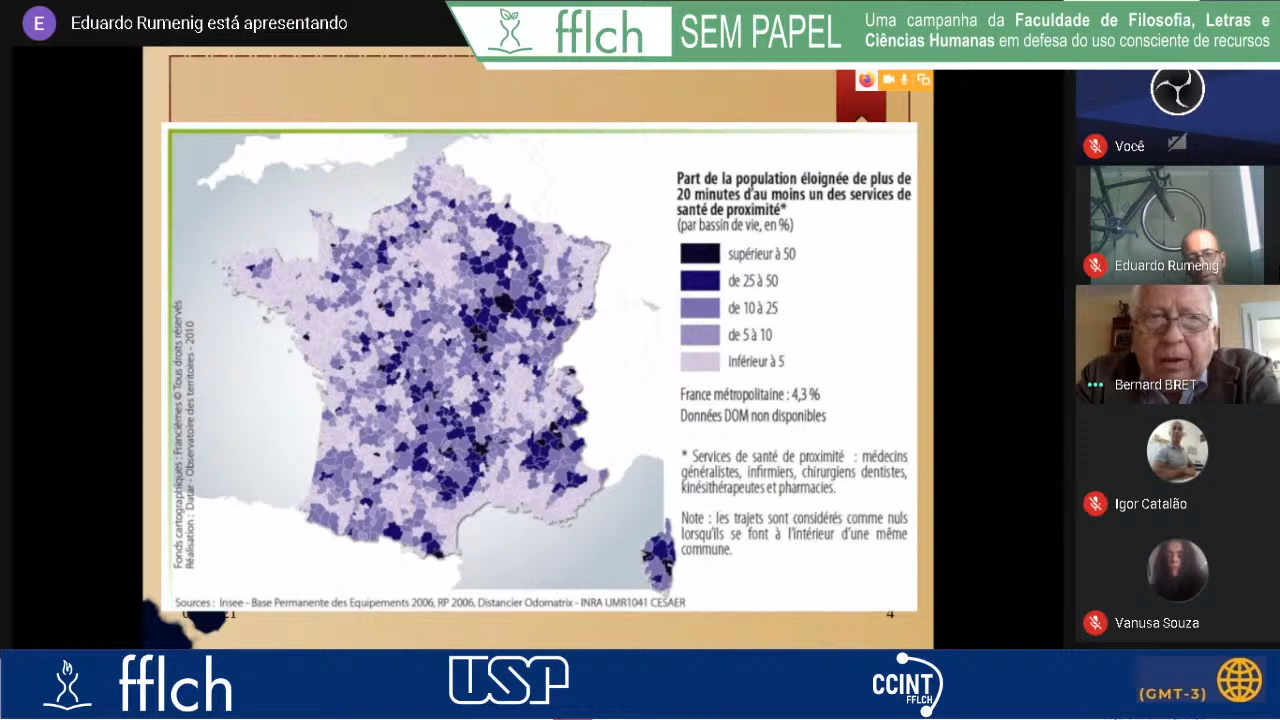 E
Eduardo Rumenig está apresentando
fflch
SEM PAPEL
Uma campanha da Faculdade de Filosofia, Letras e
Ciências Humanas em defesa do uso consciente de recursos
Part de la population éloignée de plus de
20 minutes d'au moins un des services de
santé de proximité*
(par bassin de vie, en %)
supérieur à 50
de 25 à 50
de 10 à 25
de 5 à 10
Inférieur à 5
France métropolitaine : 4,3 %
Données DOM non disponibles
* Services de santé de proximité : médecins
généralistes, infirmiers, chirurgiens dentistes,
kinésithérapeutes et pharmacies.
Note : les trajets sont considérés comme nuls
lorsqu'ils se font à l'intérieur d'une même
commune.
Fonds cartographiques : Francièmes © Tous droits réservés
Réalisation : Datar - Observatoire des territoires - 2010
Sources : Insee - Base Permanente des Equipements 2006, RP 2006, Distancier Odomatrix - INRA UMR1041 CESAER
4
Você
Eduardo Rumenig
Bernard BRET
Igor Catalão
Vanusa Souza
fflch
USP
CCINT
FFLCH
(GMT-3)